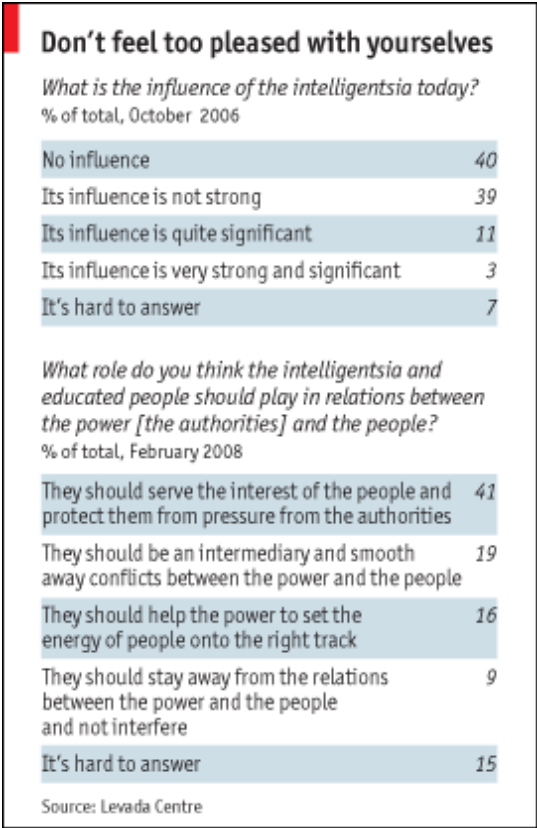 Don't feel too pleased with yourselves
What is the influence of the intelligentsia today?
% of total, October 2006
No influence 40
Its influence is not strong 39
Its influence is quite significant 11
Its influence is very strong and significant 3
It's hard to answer 7
What role do you think the intelligentsia and
educated people should play in relations between
the power [the authorities] and the people?
% of total, February 2008
They should serve the interest of the people and 41
protect them from pressure from the authorities
They should be an intermediary and smooth 19
away conflicts between the power and the people
They should help the power to set the 16
energy of people onto the right track
They should stay away from the relations 9
between the power and the people
and not interfere
It's hard to answer 15
Source: Levada Centre